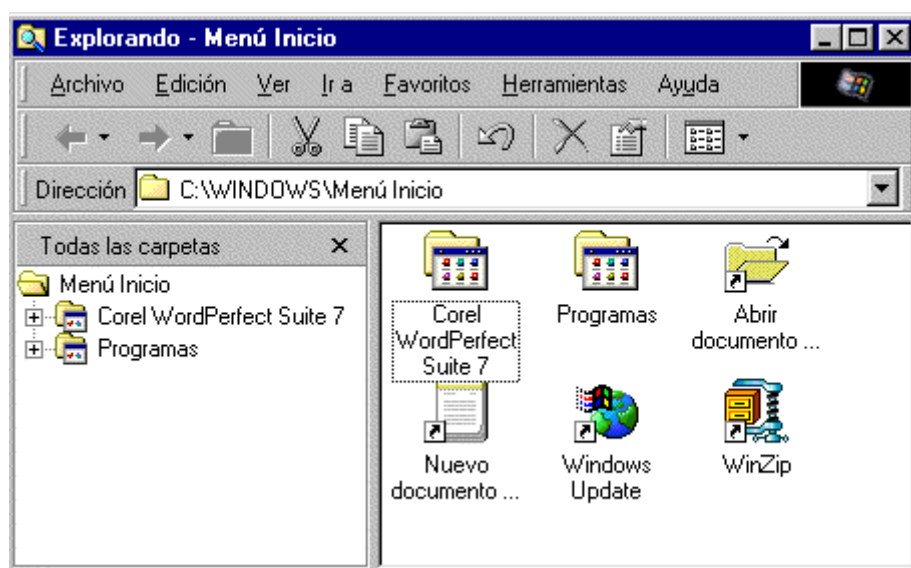 Explorando - Menú Inicio
Archivo Edición Ver Ir a Favoritos Herramientas Ayuda
Dirección C:\WINDOWS\Menú Inicio
Todas las carpetas
Menú Inicio
Corel WordPerfect Suite 7
Programas
Corel
WordPerfect
Suite 7
Programas
Abrir
documento ...
Nuevo
documento ...
Windows
Update
WinZip